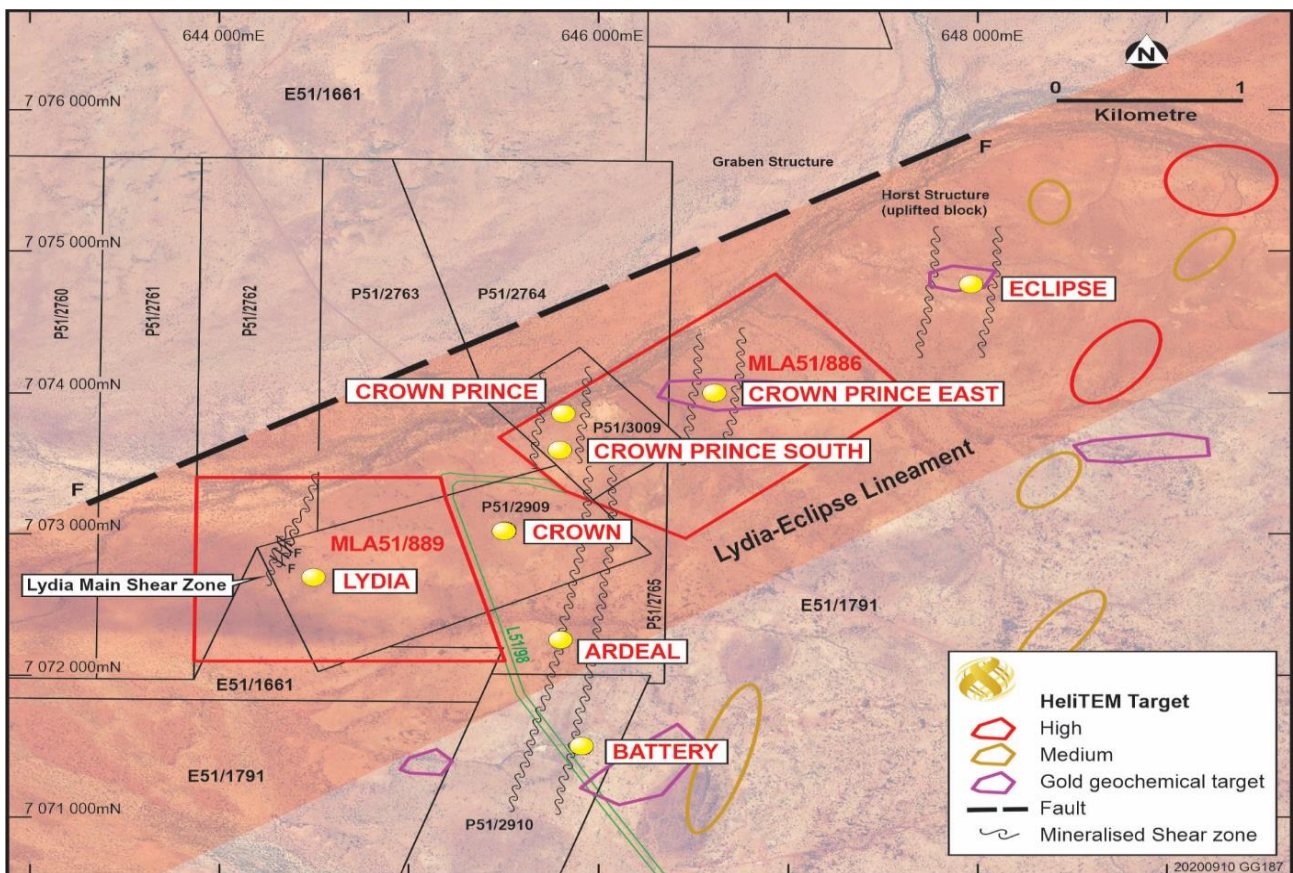 644 000mE
646 000mE
648 000mE
N
0 1
Kilometre
7 076 000mN
E51/1661
Graben Structure
F
Horst Structure
(uplifted block)
7 075 000mN
P51/2760
P51/2761
P51/2762
P51/2763
P51/2764
ECLIPSE
7 074 000mN
MLA51/886
CROWN PRINCE
CROWN PRINCE EAST
P51/3009
CROWN PRINCE SOUTH
F
Lydia-Eclipse Lineament
7 073 000mN
P51/2909
CROWN
MLA51/889
F
F
F
Lydia Main Shear Zone
LYDIA
P51/2765
E51/1791
L51/98
ARDEAL
7 072 000mN
E51/1661
BATTERY
E51/1791
7 071 000mN
P51/2910
HeliTEM Target
High
Medium
Gold geochemical target
Fault
Mineralised Shear zone
20200910 GG187